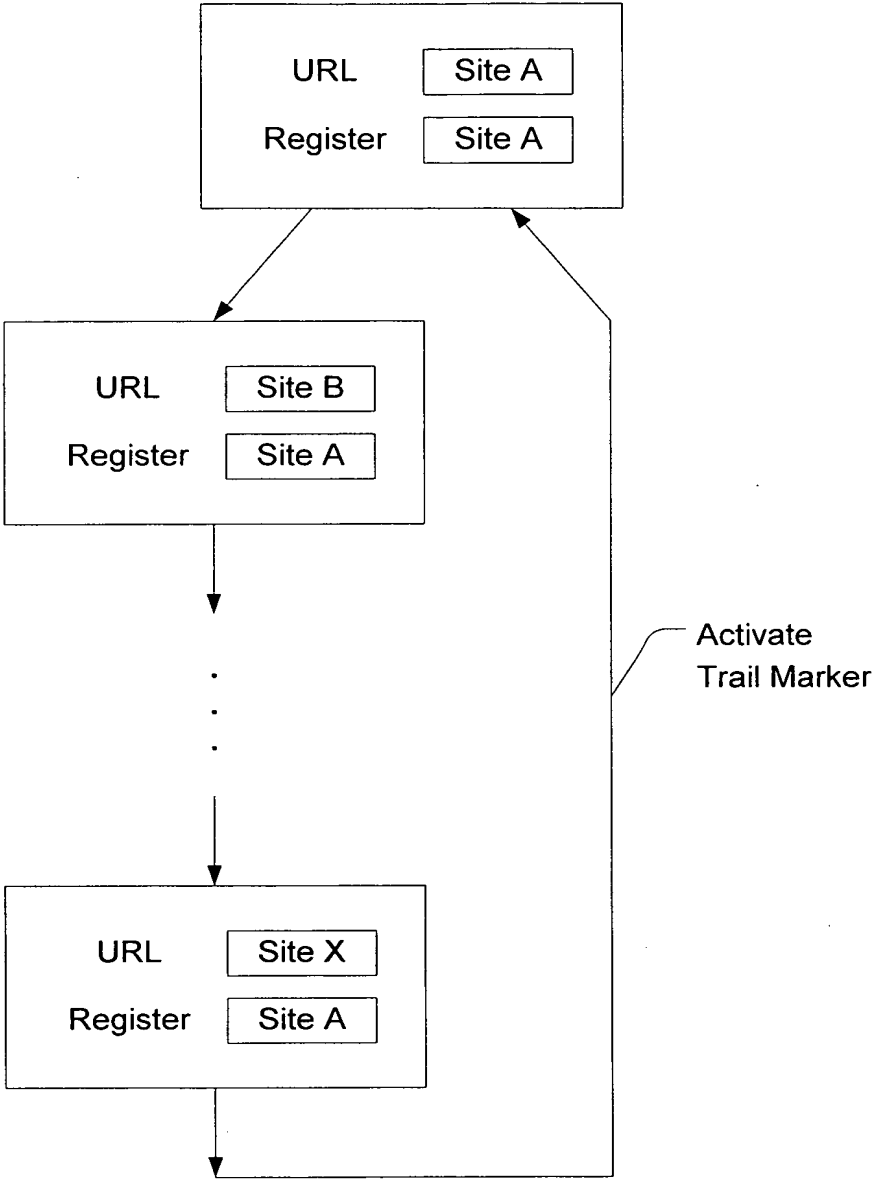 URL Site A
Register Site A
URL Site B
Register Site A
Activate
Trail Marker
URL Site X
Register Site A